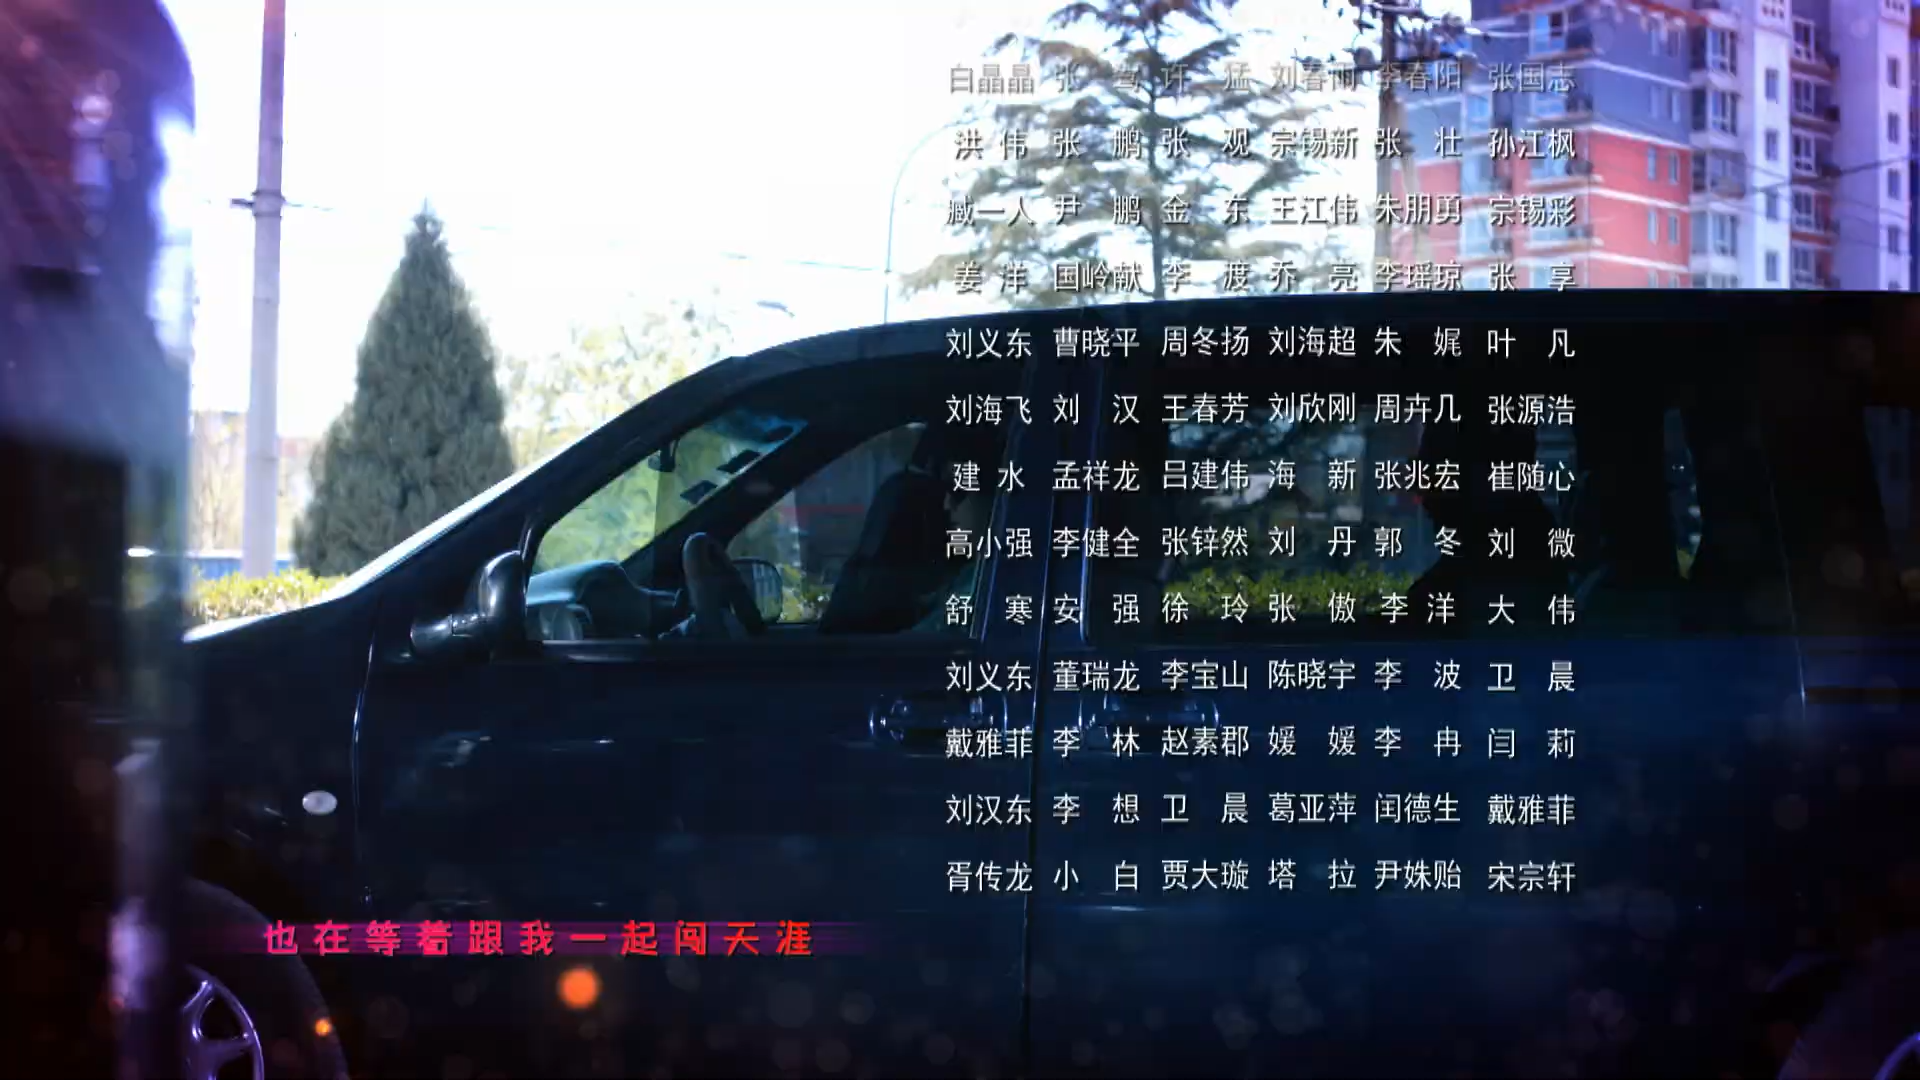 白晶晶 张 莺 许 猛 刘春雨 李春阳 张国志
洪 伟 张 鹏 张 观 宗锡新 张 壮 孙江枫
臧一人 尹 鹏 金 东 王江伟 朱朋勇 宗锡彩
姜 洋 国岭献 李 渡 乔 亮 李瑶琼 张 享
刘义东 曹晓平 周冬扬 刘海超 朱 娓 叶 凡
刘海飞 刘 汉 王春芳 刘欣刚 周卉几 张源浩
建 水 孟祥龙 吕建伟 海 新 张兆宏 崔随心
高小强 李健全 张锌然 刘 丹 郭 冬 刘 微
舒 寒 安 强 徐 玲 张 傲 李 洋 大 伟
刘义东 董瑞龙 李宝山 陈晓宇 李 波 卫 晨
戴雅菲 李 林 赵素郡 媛 媛 李 冉 闫 莉
刘汉东 李 想 卫 晨 葛亚萍 闰德生 戴雅菲
胥传龙 小 白 贾大璇 塔 拉 尹姝贻 宋宗轩
也在等着跟我一起闯天涯